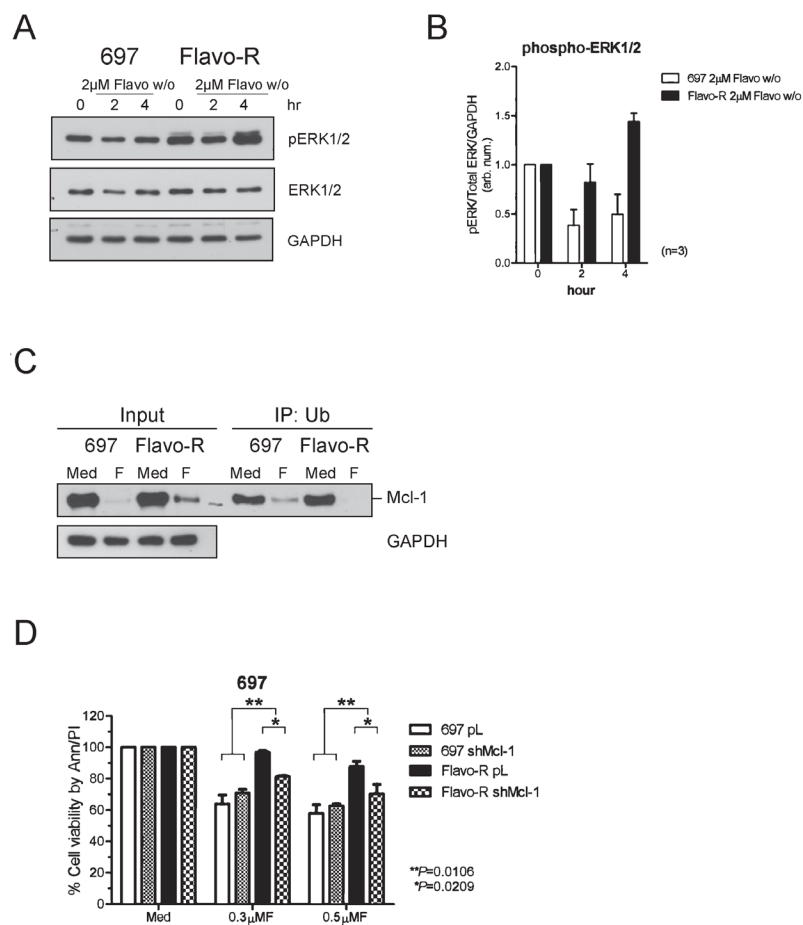 A
697 Flavo-R
2µM Flavo w/o 2µM Flavo w/o
0 2 4 0 2 4 hr
pERK1/2
ERK1/2
GAPDH
B
phospho-ERK1/2
pERK/Total ERK/GAPDH
(arb. num.)
2.0
1.5
1.0
0.5
0.0
0 2 4
hour
697 2µM Flavo w/o
Flavo-R 2µM Flavo w/o
(n=3)
C
Input IP: Ub
697 Flavo-R 697 Flavo-R
Med F Med F Med F Med F
Mcl-1
GAPDH
D
697
% Cell viability by Ann/PI
120
100
80
60
40
20
0
** **
* *
Med 0.3µMF 0.5µMF
697 pL
697 shMcl-1
Flavo-R pL
Flavo-R shMcl-1
**P=0.0106
*P=0.0209